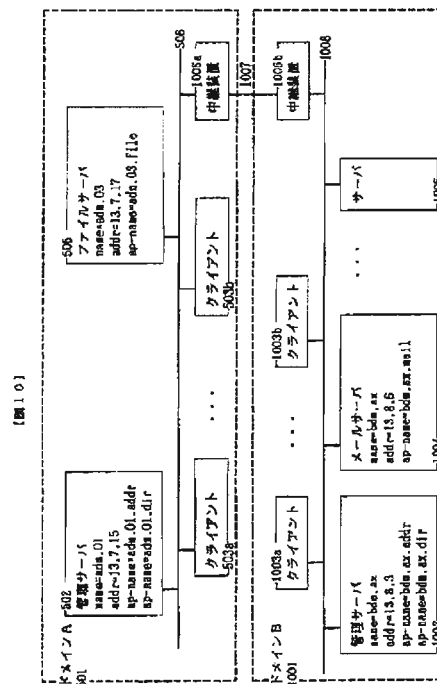 【図10】
ドメインA
501
502
管理サーバ
name=adm.01
addr=13.7.15
ap-name=adm.01.addr
ap-name=adm.01.dir
ファイルサーバ
name=adm.03
addr=13.7.17
ap-name=adm.03.file
506
クライアント
503a
・・・
クライアント
503b
中継装置
1007
ドメインB
1001
1003a
クライアント
・・・
1003b
クライアント
中継装置
1008
管理サーバ
name=bdm.ax
addr=13.8.3
ap-name=bdm.ax.addr
ap-name=bdm.ax.dir
メールサーバ
name=bdm.ax
addr=13.8.6
ap-name=bdm.ax.mail
・・・
サーバ